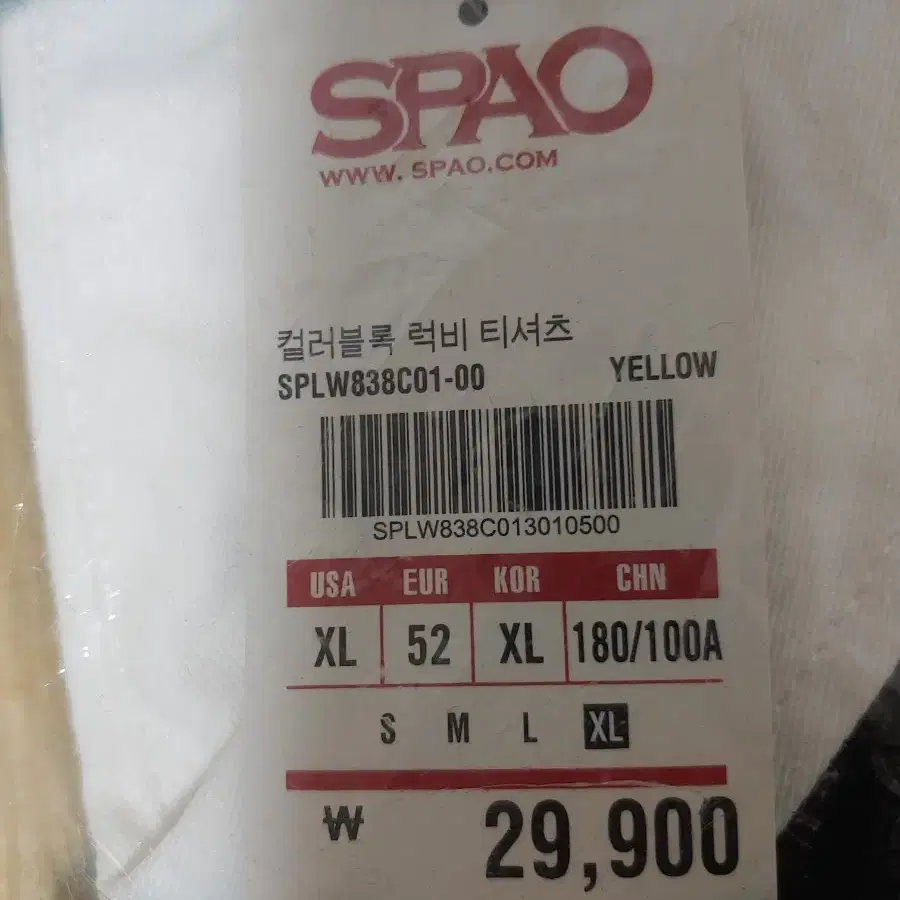 SPAO
WWW. SPAO.COM
컬러블록 럭비 티셔츠
SPLW838C01-00 YELLOW
SPLW838C013010500
USA EUR KOR CHN
XL 52 XL 180/100A
S M L XL
₩ 29,900